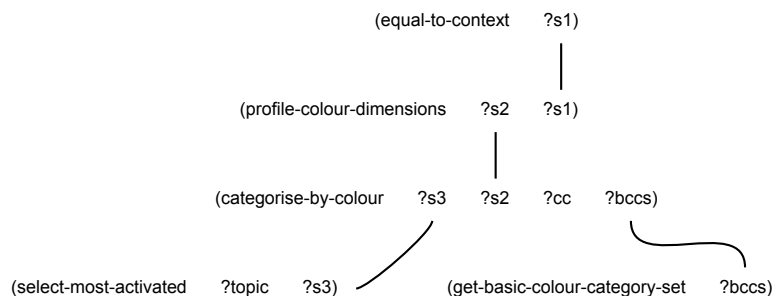 (equal-to-context ?s1)
(profile-colour-dimensions ?s2 ?s1)
(categorise-by-colour ?s3 ?s2 ?cc ?bccs)
(select-most-activated ?topic ?s3) (get-basic-colour-category-set ?bccs)